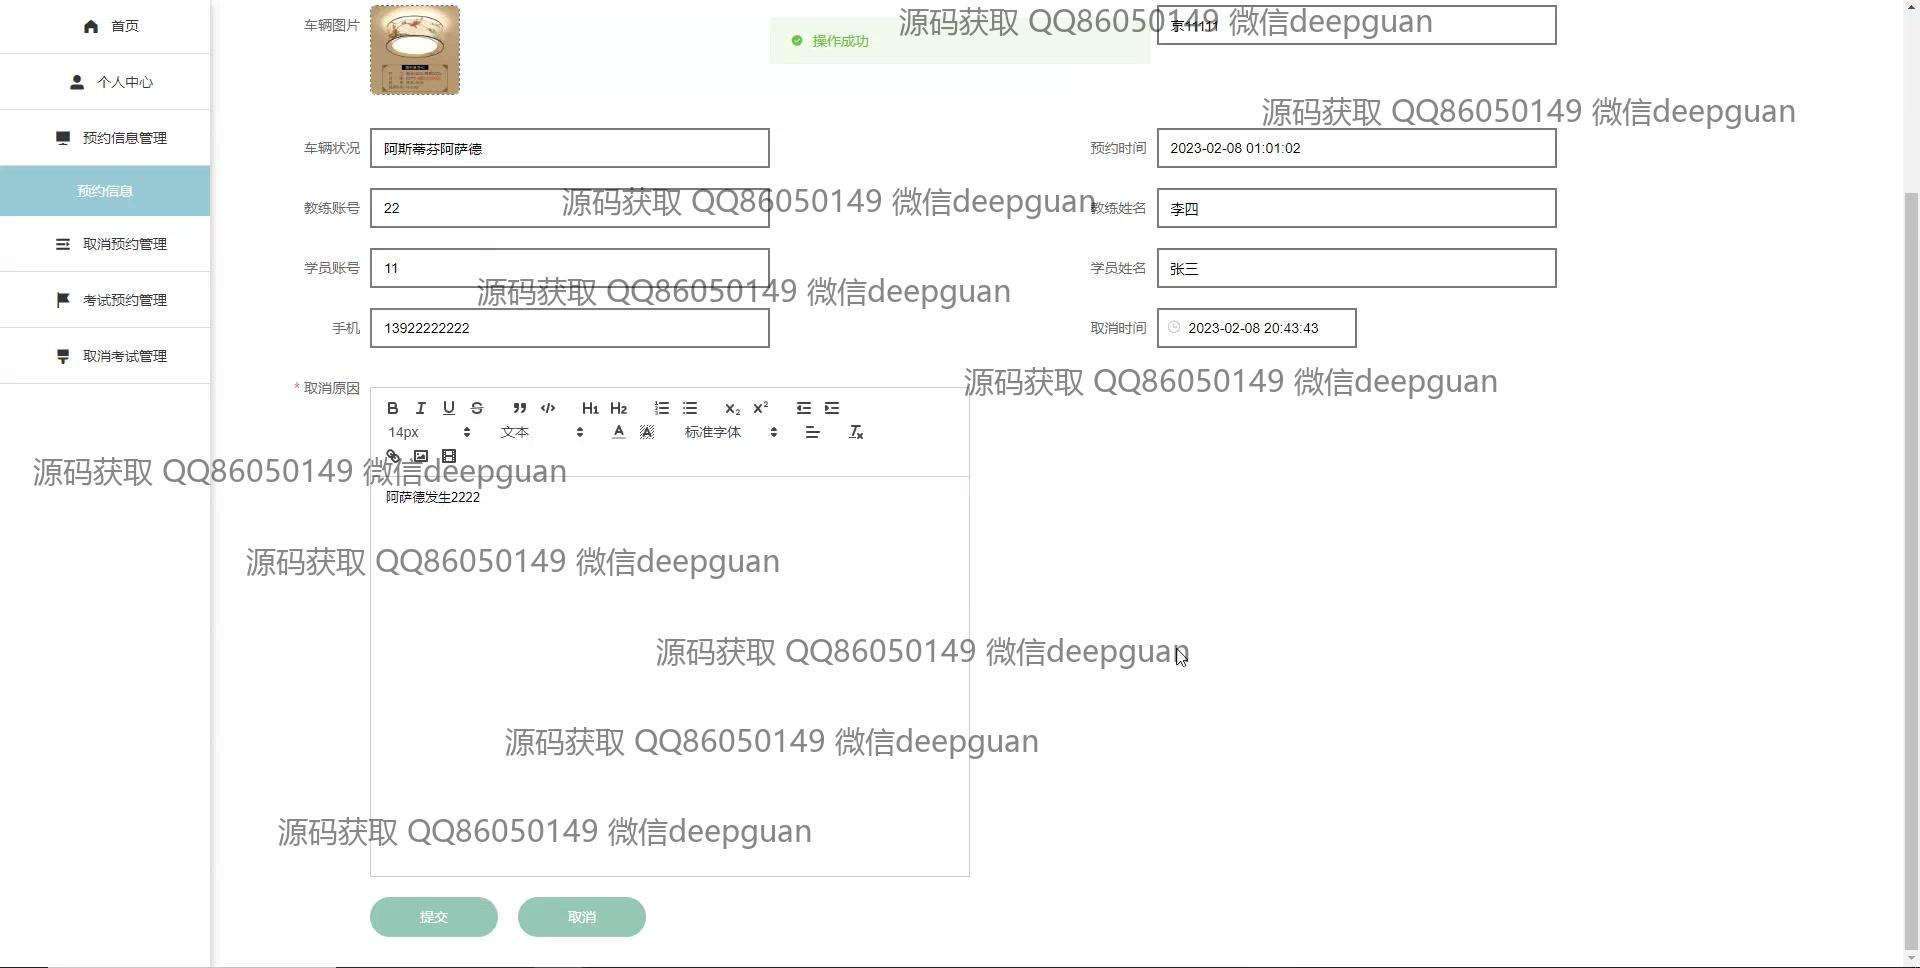 首页
个人中心
预约信息管理
预约信息
取消预约管理
考试预约管理
取消考试管理
车辆图片
操作成功
京11111
源码获取 QQ86050149 微信deepguan
源码获取 QQ86050149 微信deepguan
车辆状况 阿斯蒂芬阿萨德
预约时间 2023-02-08 01:01:02
源码获取 QQ86050149 微信deepguan
教练账号 22
教练姓名 李四
学员账号 11
学员姓名 张三
源码获取 QQ86050149 微信deepguan
手机 13922222222
取消时间 2023-02-08 20:43:43
源码获取 QQ86050149 微信deepguan
* 取消原因
B I U S H1 H2 X2 X2
14px 文本 A A 标准字体 Tx
源码获取 QQ86050149 微信deepguan
阿萨德发生2222
源码获取 QQ86050149 微信deepguan
源码获取 QQ86050149 微信deepguan
源码获取 QQ86050149 微信deepguan
源码获取 QQ86050149 微信deepguan
提交 取消